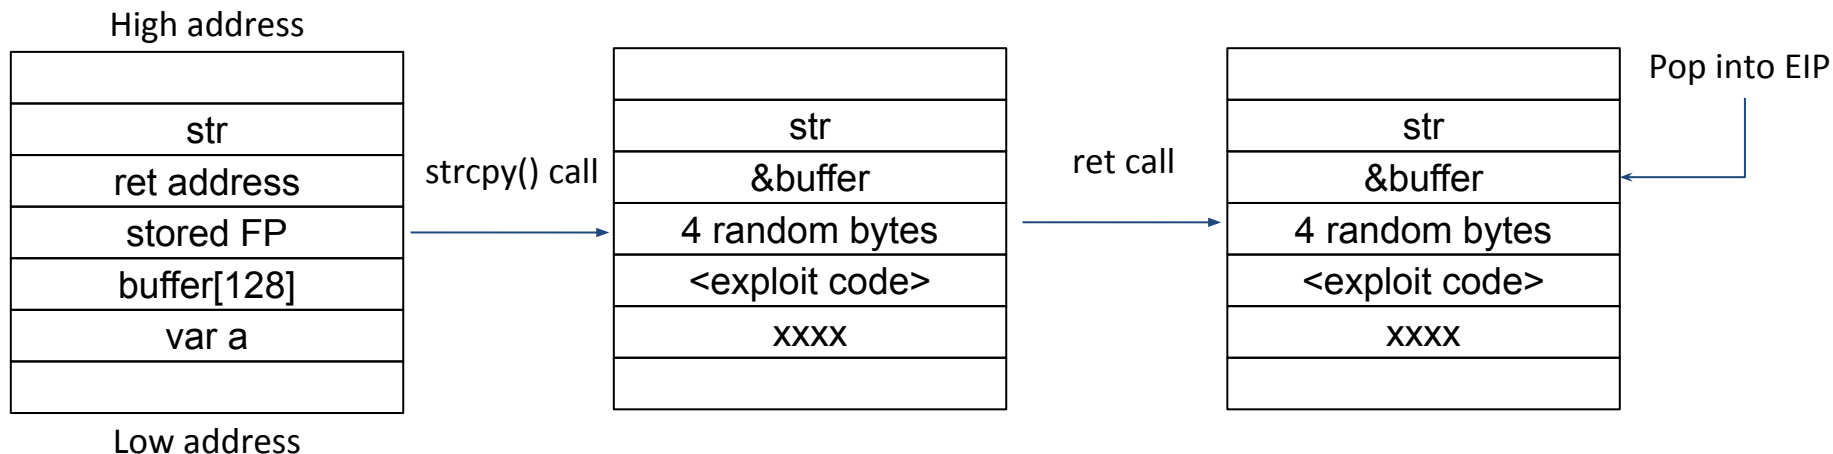 High address
str
ret address
stored FP
buffer[128]
var a
Low address
strcpy() call
str
&buffer
4 random bytes
<exploit code>
xxxx
ret call
str
&buffer
4 random bytes
<exploit code>
xxxx
Pop into EIP